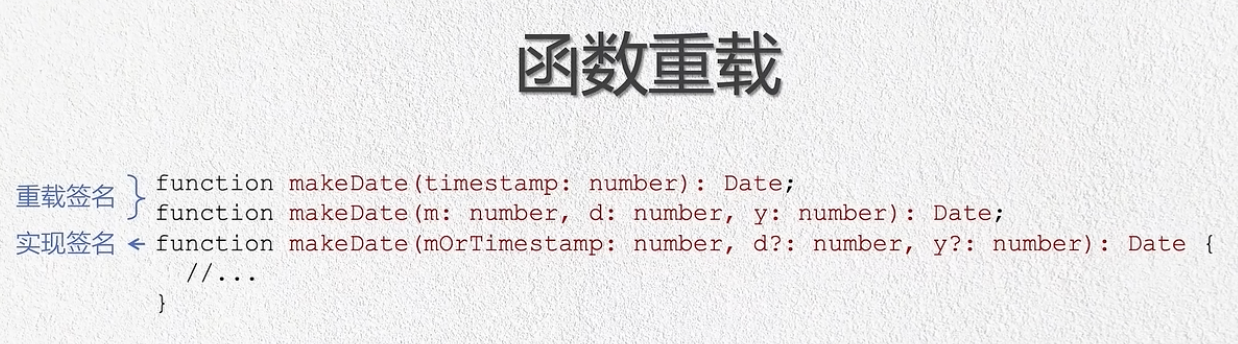 函数重载
重载签名
function makeDate(timestamp: number): Date;
function makeDate(m: number, d: number, y: number): Date;
实现签名
function makeDate(mOrTimestamp: number, d?: number, y?: number): Date {
//...
}